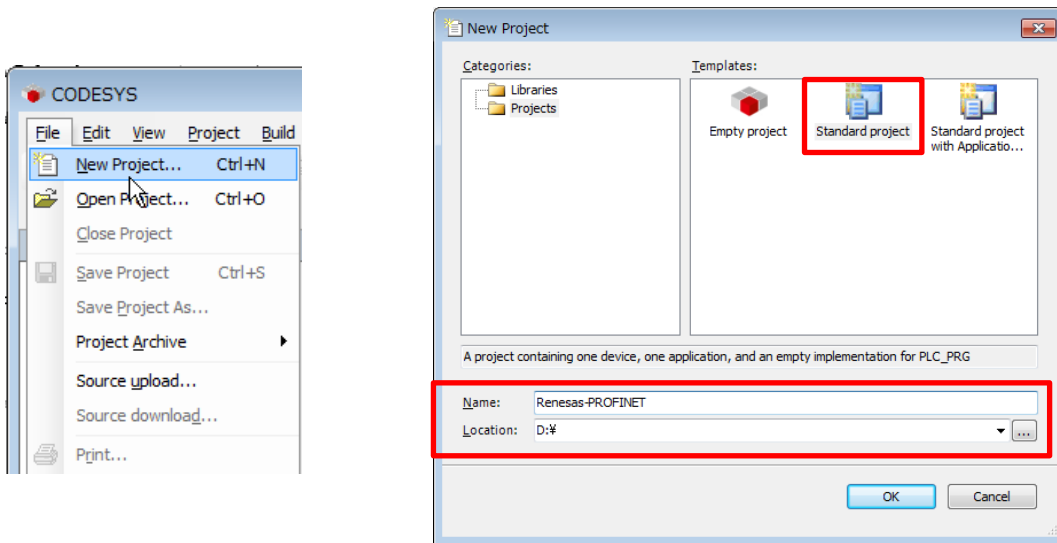 CODESYS
File Edit View Project Build
New Project... Ctrl+N
Open Project... Ctrl+O
Close Project
Save Project Ctrl+S
Save Project As...
Project Archive
Source upload...
Source download...
Print...
New Project
Categories:
Libraries
Projects
Templates:
Empty project
Standard project
Standard project
with Applicatio...
A project containing one device, one application, and an empty implementation for PLC_PRG
Name: Renesas-PROFINET
Location: D:¥
...
OK Cancel